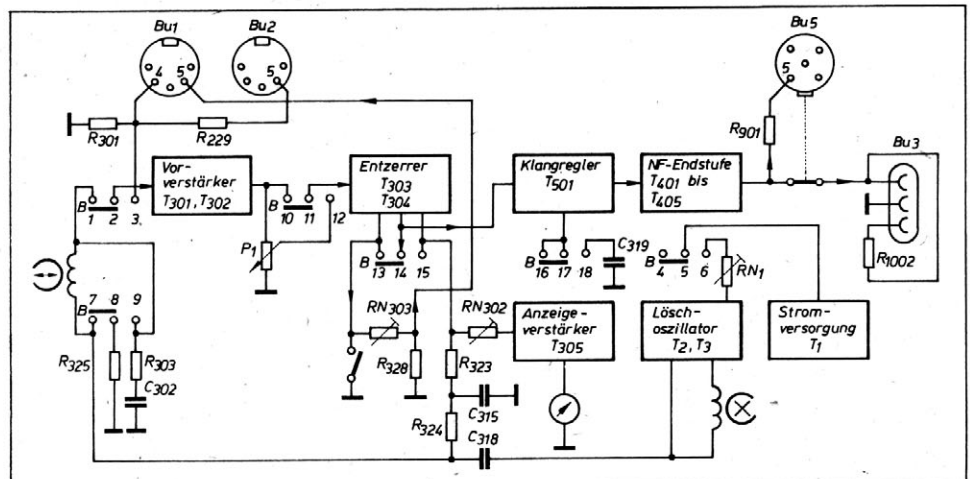 Bu1
Bu2
Bu5
4
5
5
5
R301
R229
R901
Bu3
Vor-
verstärker
T301, T302
Entzerrer
T303
T304
Klangregler
T501
NF-Endstufe
T401 bis
T405
B
1
2
3
B
10
11
12
P1
B
13
14
15
B
16
17
18
C319
B
4
5
6
RN1
R1002
B
7
8
9
R325
R303
C302
RN303
R328
RN302
R323
Anzeige-
verstärker
T305
Lösch-
oszillator
T2, T3
Strom-
versorgung
T1
C315
R324
C318